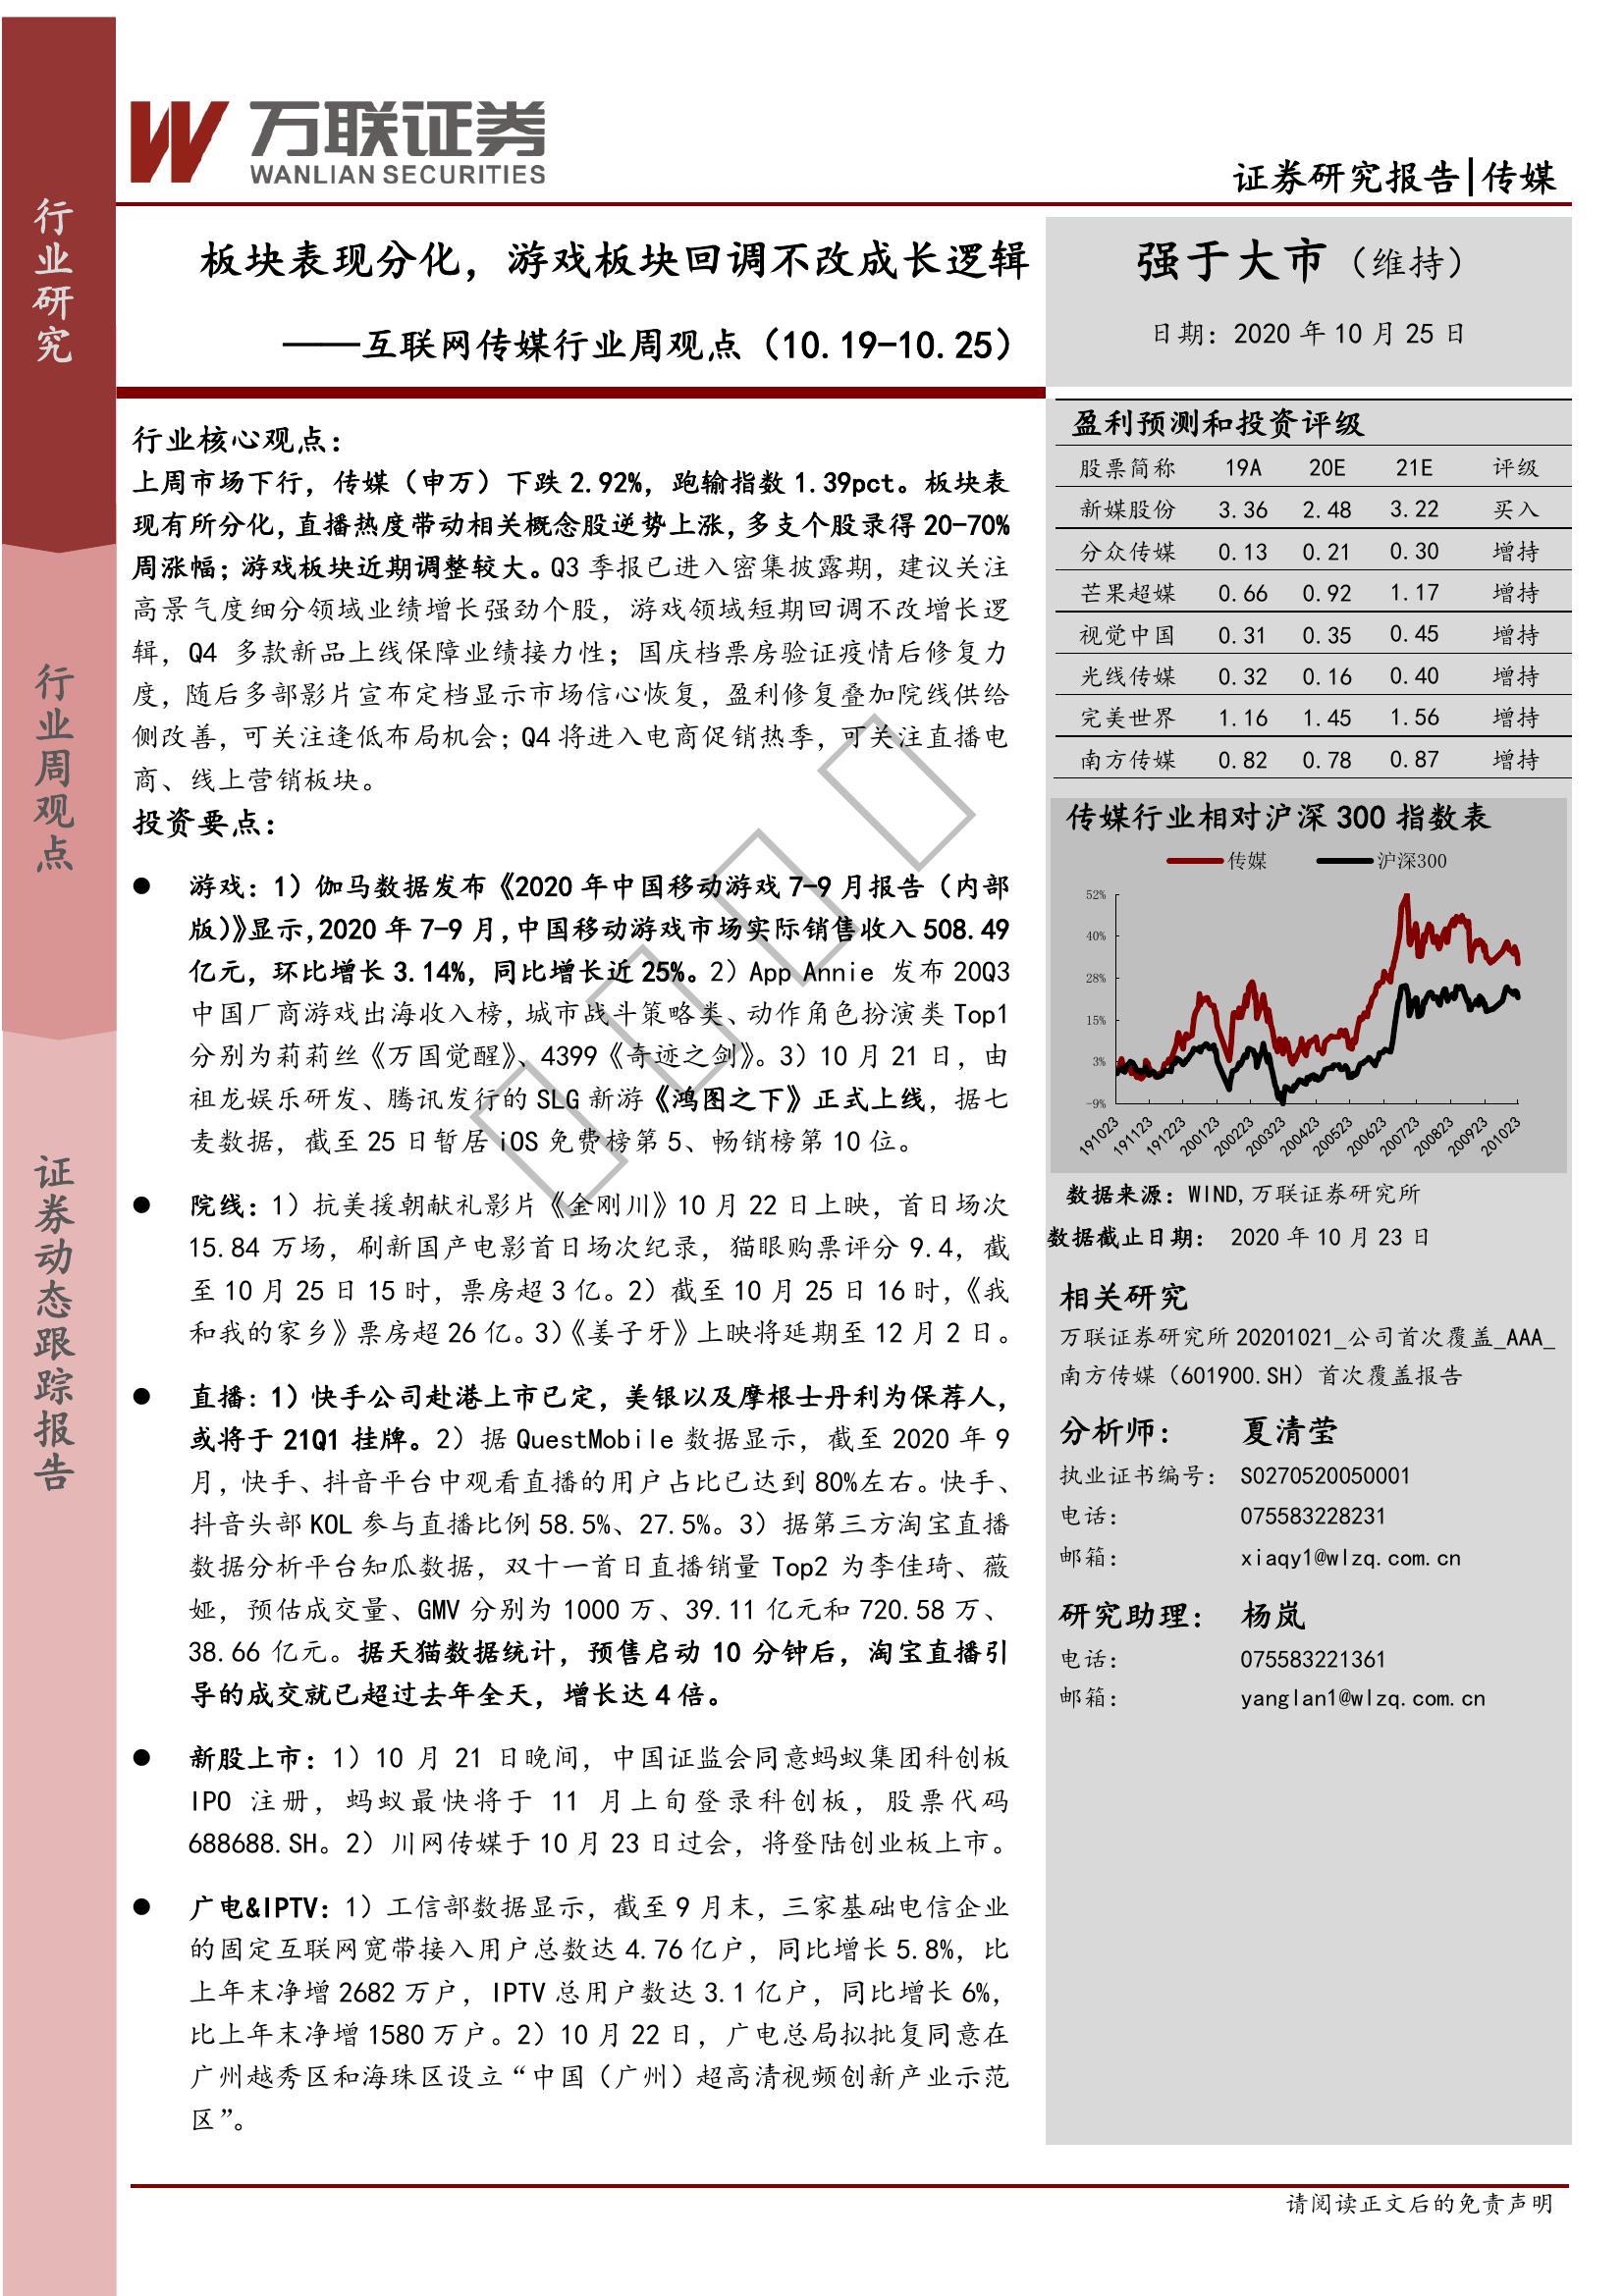 万联证券
WANLIAN SECURITIES
证券研究报告|传媒
行业研究
行业周观点
证券动态跟踪报告
板块表现分化，游戏板块回调不改成长逻辑
——互联网传媒行业周观点（10.19-10.25）
强于大市（维持）
日期：2020 年 10 月 25 日
行业核心观点：
上周市场下行，传媒（申万）下跌 2.92%，跑输指数 1.39pct。板块表
现有所分化，直播热度带动相关概念股逆势上涨，多支个股录得 20-70%
周涨幅；游戏板块近期调整较大。Q3 季报已进入密集披露期，建议关注
高景气度细分领域业绩增长强劲个股，游戏领域短期回调不改增长逻
辑，Q4 多款新品上线保障业绩接力性；国庆档票房验证疫情后修复力
度，随后多部影片宣布定档显示市场信心恢复，盈利修复叠加院线供给
侧改善，可关注逢低布局机会；Q4 将进入电商促销热季，可关注直播电
商、线上营销板块。
投资要点：
● 游戏：1）伽马数据发布《2020 年中国移动游戏 7-9 月报告（内部
版）》显示，2020 年 7-9 月，中国移动游戏市场实际销售收入 508.49
亿元，环比增长 3.14%，同比增长近 25%。2）App Annie 发布 20Q3
中国厂商游戏出海收入榜，城市战斗策略类、动作角色扮演类 Top1
分别为莉莉丝《万国觉醒》、4399《奇迹之剑》。3）10 月 21 日，由
祖龙娱乐研发、腾讯发行的 SLG 新游《鸿图之下》正式上线，据七
麦数据，截至 25 日暂居 iOS 免费榜第 5、畅销榜第 10 位。
● 院线：1）抗美援朝献礼影片《金刚川》10 月 22 日上映，首日场次
15.84 万场，刷新国产电影首日场次纪录，猫眼购票评分 9.4，截
至 10 月 25 日 15 时，票房超 3 亿。2）截至 10 月 25 日 16 时，《我
和我的家乡》票房超 26 亿。3）《姜子牙》上映将延期至 12 月 2 日。
● 直播：1）快手公司赴港上市已定，美银以及摩根士丹利为保荐人，
或将于 21Q1 挂牌。2）据 QuestMobile 数据显示，截至 2020 年 9
月，快手、抖音平台中观看直播的用户占比已达到 80%左右。快手、
抖音头部 KOL 参与直播比例 58.5%、27.5%。3）据第三方淘宝直播
数据分析平台知瓜数据，双十一首日直播销量 Top2 为李佳琦、薇
娅，预估成交量、GMV 分别为 1000 万、39.11 亿元和 720.58 万、
38.66 亿元。据天猫数据统计，预售启动 10 分钟后，淘宝直播引
导的成交就已超过去年全天，增长达 4 倍。
● 新股上市：1）10 月 21 日晚间，中国证监会同意蚂蚁集团科创板
IPO 注册，蚂蚁最快将于 11 月上旬登录科创板，股票代码
688688.SH。2）川网传媒于 10 月 23 日过会，将登陆创业板上市。
● 广电&IPTV：1）工信部数据显示，截至 9 月末，三家基础电信企业
的固定互联网宽带接入用户总数达 4.76 亿户，同比增长 5.8%，比
上年末净增 2682 万户，IPTV 总用户数达 3.1 亿户，同比增长 6%，
比上年末净增 1580 万户。2）10 月 22 日，广电总局拟批复同意在
广州越秀区和海珠区设立“中国（广州）超高清视频创新产业示范
区”。
盈利预测和投资评级
股票简称 19A 20E 21E 评级
新媒股份 3.36 2.48 3.22 买入
分众传媒 0.13 0.21 0.30 增持
芒果超媒 0.66 0.92 1.17 增持
视觉中国 0.31 0.35 0.45 增持
光线传媒 0.32 0.16 0.40 增持
完美世界 1.16 1.45 1.56 增持
南方传媒 0.82 0.78 0.87 增持
传媒行业相对沪深 300 指数表
传媒 沪深300
52%
40%
28%
15%
3%
-9%
191023 191123 191223 200123 200223 200323 200423 200523 200623 200723 200823 200923 201023
数据来源：WIND,万联证券研究所
数据截止日期： 2020 年 10 月 23 日
相关研究
万联证券研究所 20201021_公司首次覆盖_AAA_
南方传媒（601900.SH）首次覆盖报告
分析师： 夏清莹
执业证书编号： S0270520050001
电话： 075583228231
邮箱： xiaqy1@wlzq.com.cn
研究助理： 杨岚
电话： 075583221361
邮箱： yanglan1@wlzq.com.cn
请阅读正文后的免责声明